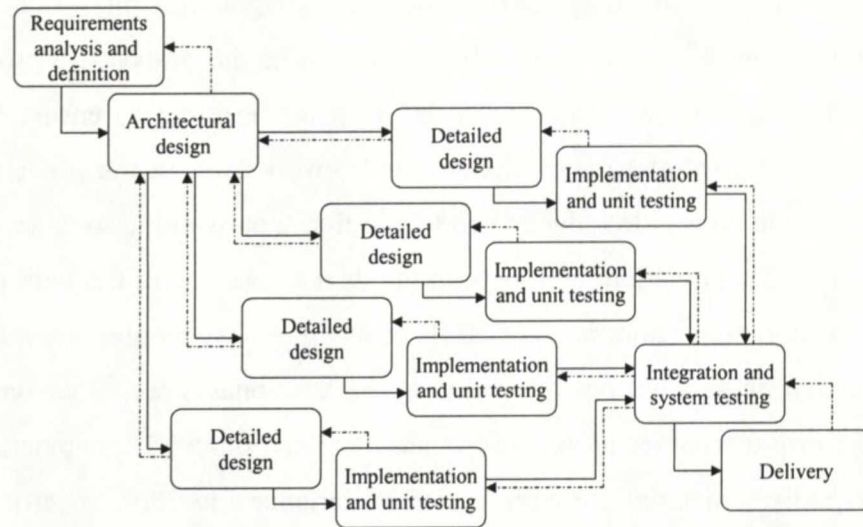 Requirements
analysis and
definition
Architectural
design
Detailed
design
Implementation
and unit testing
Detailed
design
Implementation
and unit testing
Detailed
design
Implementation
and unit testing
Integration and
system testing
Detailed
design
Implementation
and unit testing
Delivery